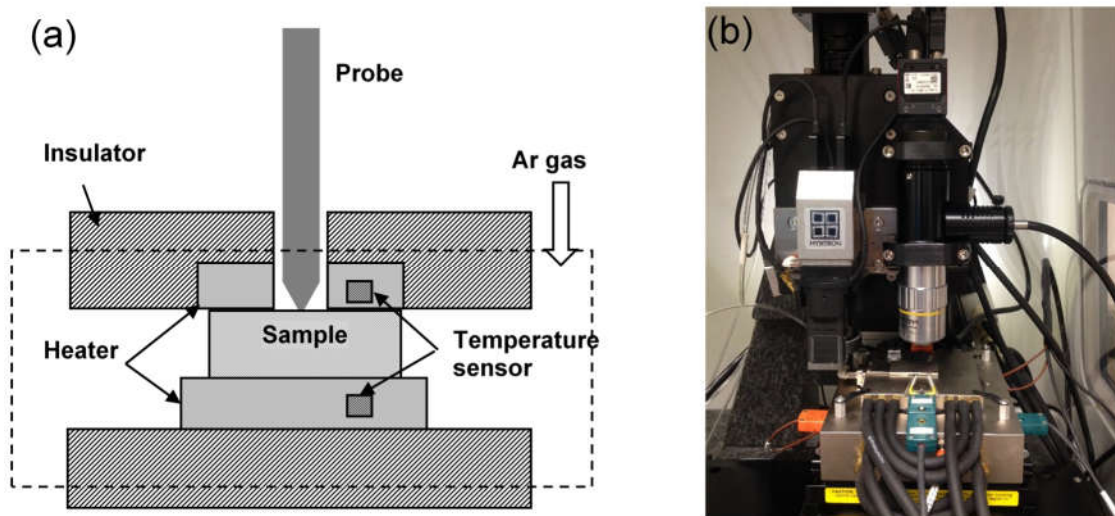 (a)
Probe
Insulator
Ar gas
Sample
Heater
Temperature
sensor
(b)
HYSITRON